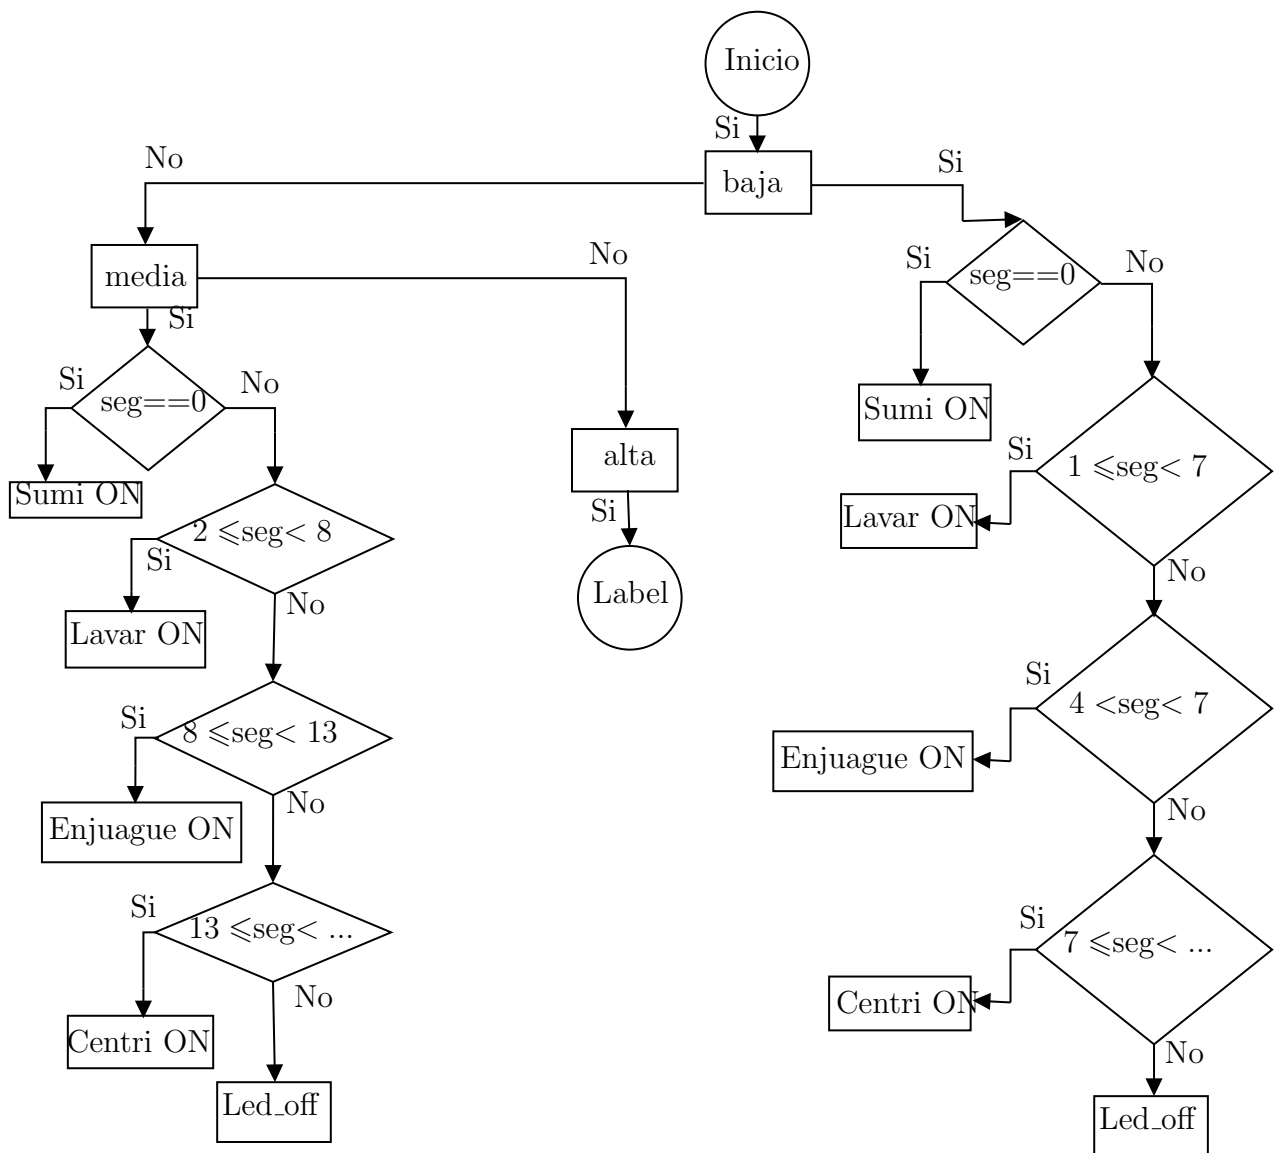 Inicio
Si
No
Si
baja
No
Si
No
media
seg==0
Si
Si
No
seg==0
Sumi ON
alta
1 ⩽seg< 7
Si
Sumi ON
Si
Lavar ON
2 ⩽seg< 8
Si
No
No
Label
Lavar ON
Si
4 <seg< 7
Si
8 ⩽seg< 13
Enjuague ON
No
No
Enjuague ON
Si
Si
13 ⩽seg< ...
7 ⩽seg< ...
No
Centri ON
Centri ON
No
Led_off
Led_off